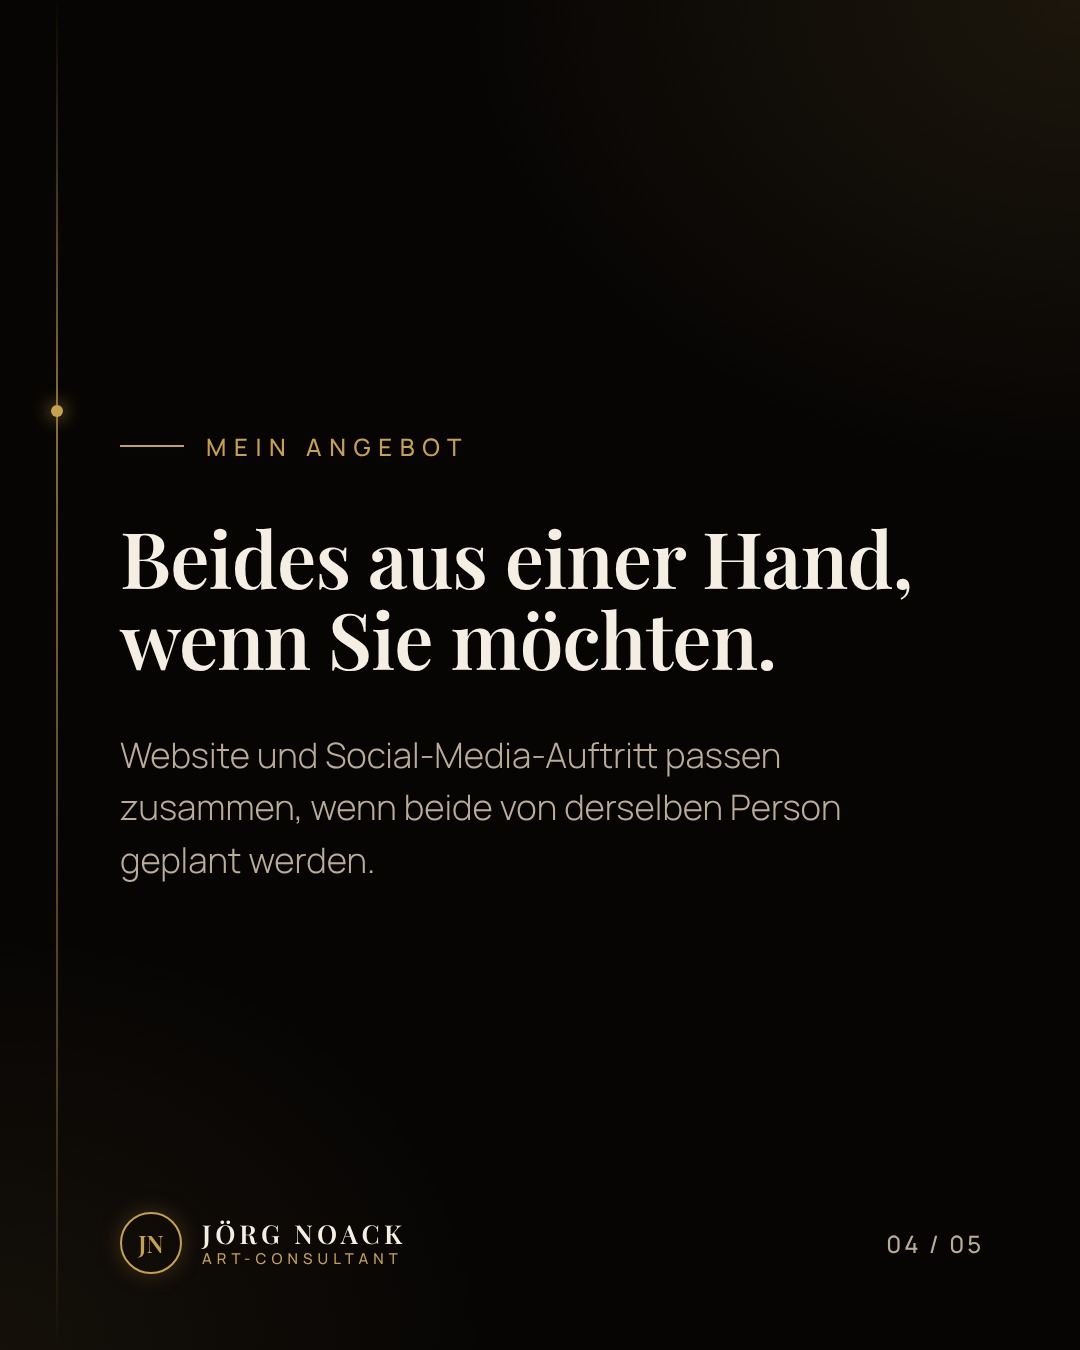 MEIN ANGEBOT
Beides aus einer Hand,
wenn Sie möchten.
Website und Social-Media-Auftritt passen
zusammen, wenn beide von derselben Person
geplant werden.
JN
JÖRG NOACK
ART-CONSULTANT
04 / 05